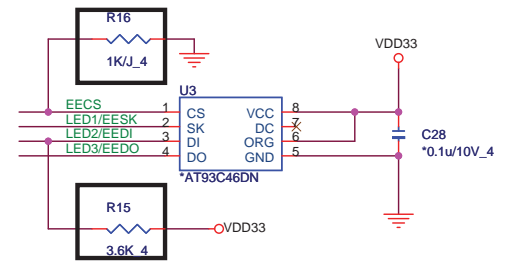 R16
1K/J_4
VDD33
U3
EECS 1 CS VCC 8
LED1/EESK 2 SK DC 7
LED2/EEDI 3 DI ORG 6
LED3/EEDO 4 DO GND 5
*AT93C46DN
C28
*0.1u/10V_4
R15
VDD33
3.6K_4